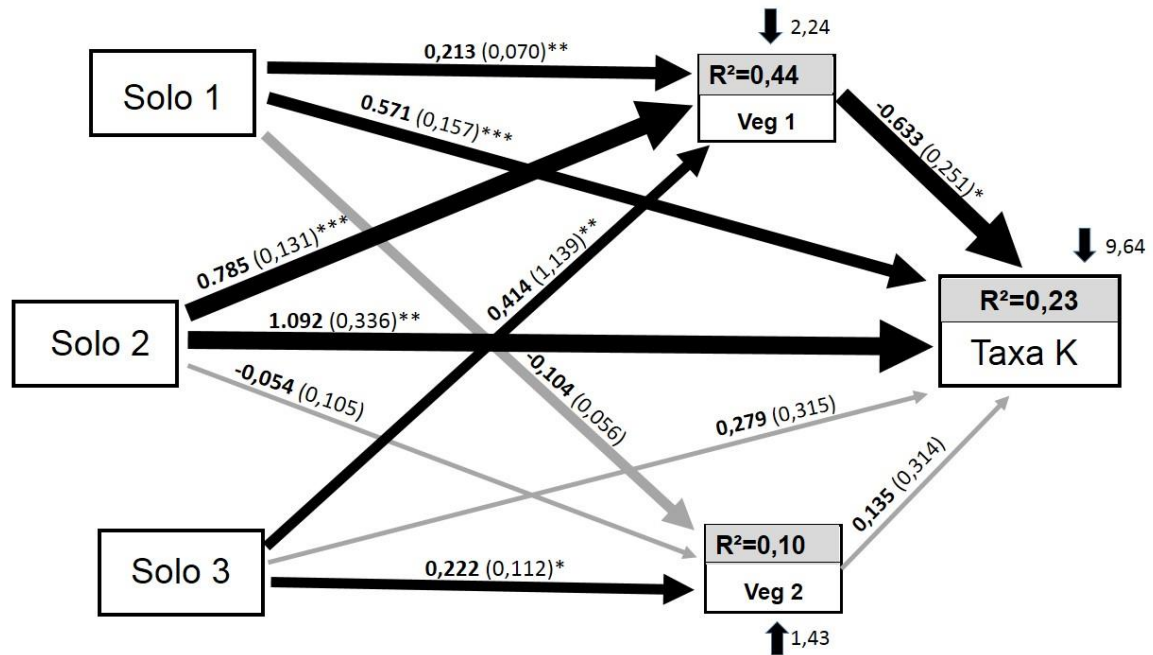 2,24
0,213 (0,070)**
Solo 1
R²=0,44
Veg 1
0.571 (0,157)***
-0.633 (0,251)*
0.785 (0,131)***
0,414 (1,139)**
9,64
R²=0,23
Taxa K
Solo 2
1.092 (0,336)**
-0,054 (0,105)
-0,104 (0,056)
0,279 (0,315)
0,135 (0,314)
Solo 3
R²=0,10
Veg 2
0,222 (0,112)*
1,43